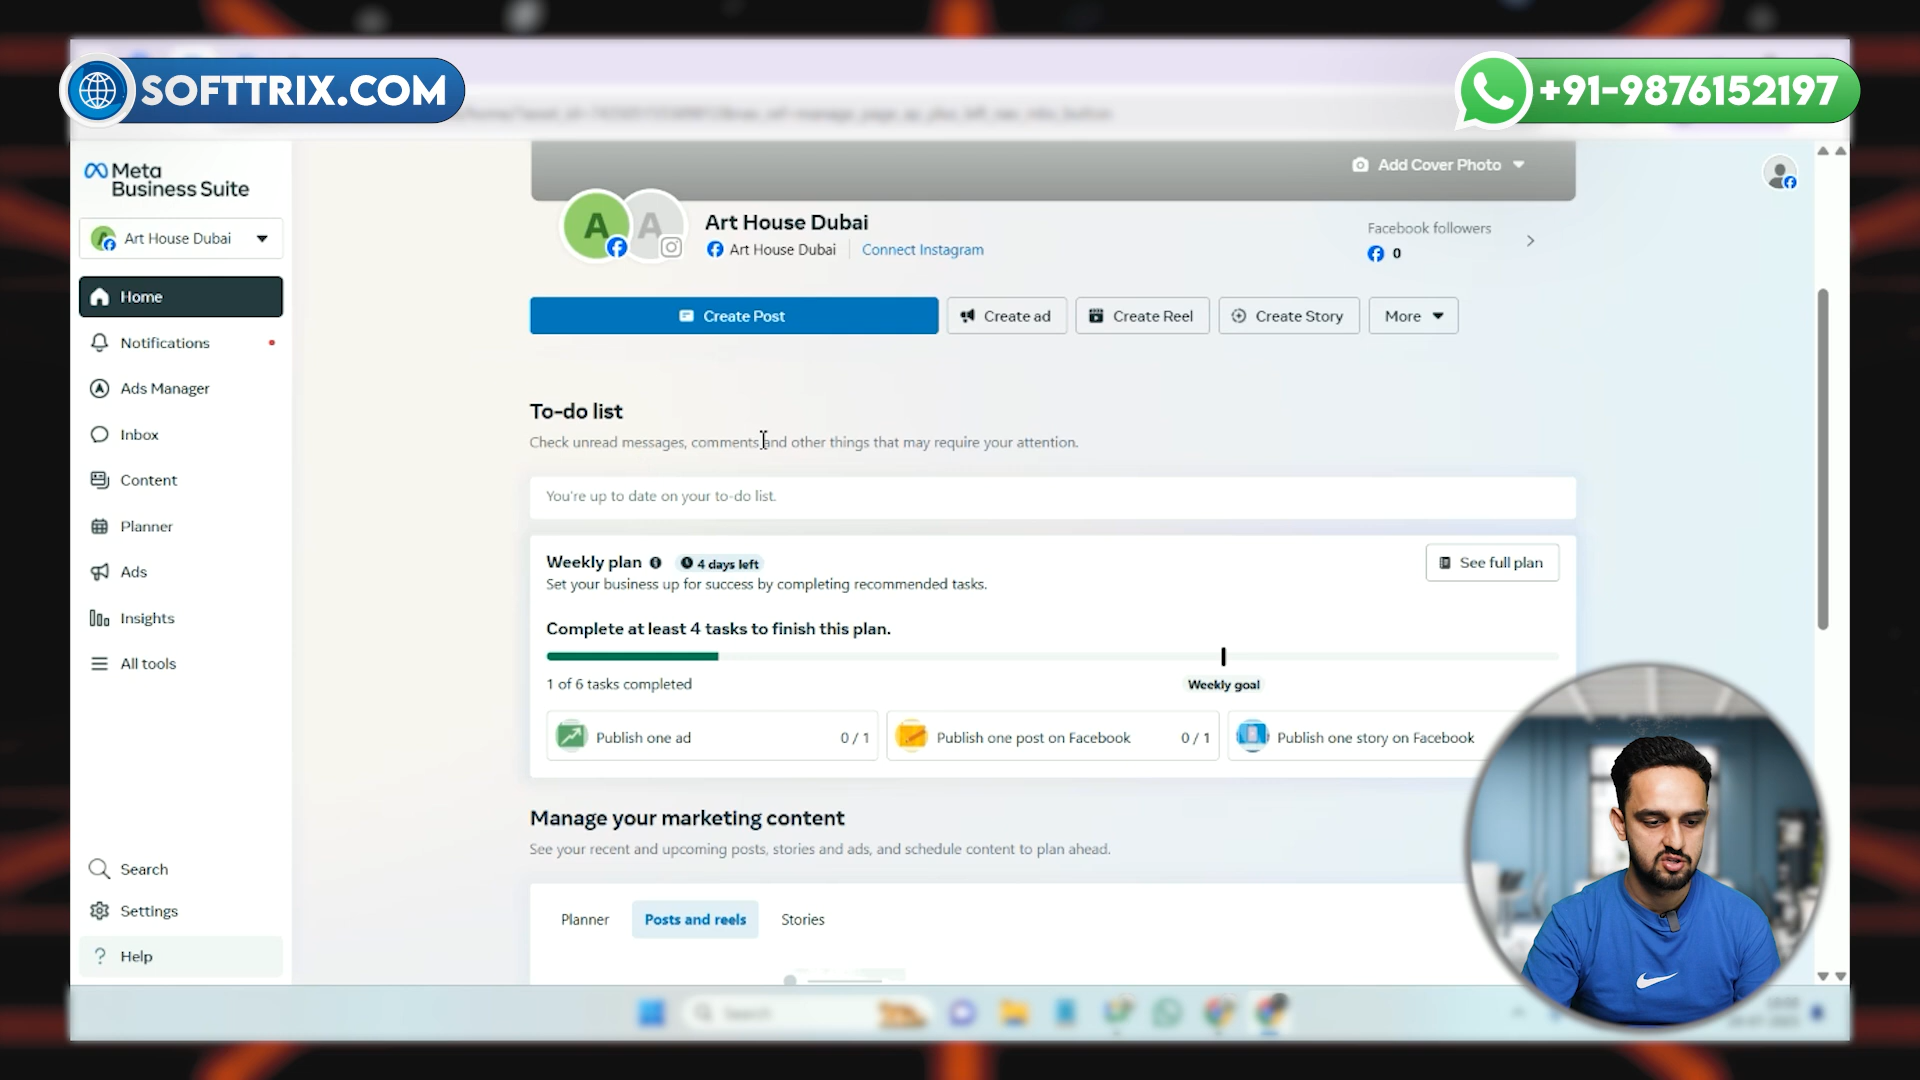 SOFTTRIX.COM
+91-9876152197
Meta
Business Suite
Art House Dubai
Home
Notifications
Ads Manager
Inbox
Content
Planner
Ads
Insights
All tools
Search
Settings
Help
Add Cover Photo
A
A
Art House Dubai
Art House Dubai
Connect Instagram
Facebook followers
0
Create Post
Create ad
Create Reel
Create Story
More
To-do list
Check unread messages, comments and other things that may require your attention.
You're up to date on your to-do list.
Weekly plan
4 days left
See full plan
Set your business up for success by completing recommended tasks.
Complete at least 4 tasks to finish this plan.
1 of 6 tasks completed
Weekly goal
Publish one ad
0 / 1
Publish one post on Facebook
0 / 1
Publish one story on Facebook
Manage your marketing content
See your recent and upcoming posts, stories and ads, and schedule content to plan ahead.
Planner
Posts and reels
Stories
Search